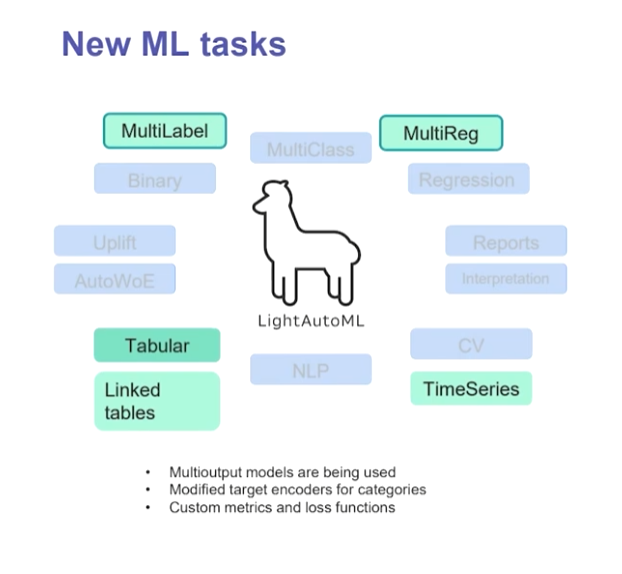 New ML tasks
MultiLabel
MultiClass
MultiReg
Binary
Regression
Uplift
Reports
AutoWoE
Interpretation
LightAutoML
Tabular
CV
NLP
Linked
tables
TimeSeries
• Multioutput models are being used
• Modified target encoders for categories
• Custom metrics and loss functions